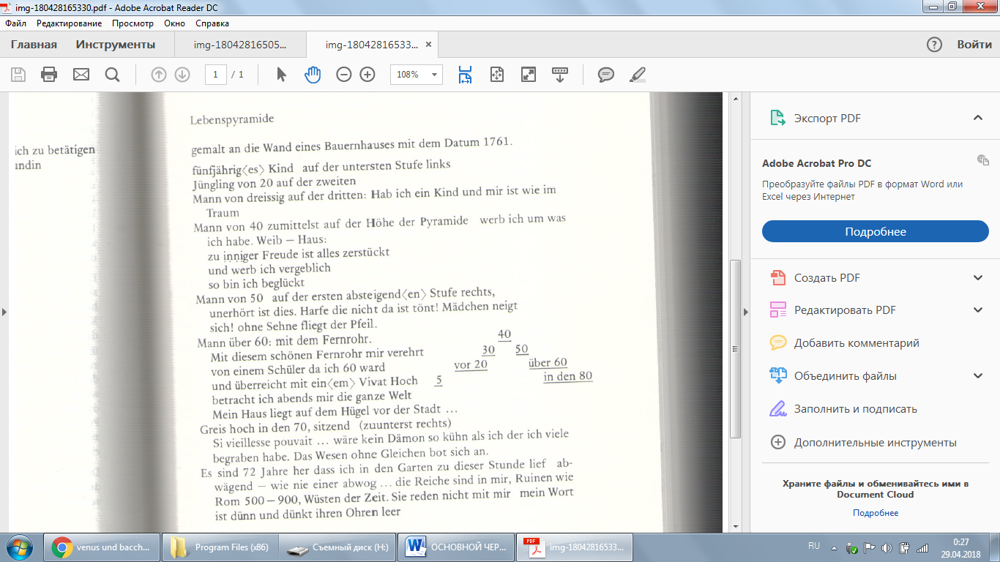 img-180428165330.pdf - Adobe Acrobat Reader DC
Файл Редактирование Просмотр Окно Справка
Главная Инструменты img-18042816505... img-18042816533... × Войти
1 / 1 108%
ich zu betätigen
undin
Lebenspyramide
gemalt an die Wand eines Bauernhauses mit dem Datum 1761.
fünfjährig⟨es⟩ Kind auf der untersten Stufe links
Jüngling von 20 auf der zweiten
Mann von dreissig auf der dritten: Hab ich ein Kind und mir ist wie im
Traum
Mann von 40 zumittelst auf der Höhe der Pyramide werb ich um was
ich habe. Weib – Haus:
zu inniger Freude ist alles zerstückt
und werb ich vergeblich
so bin ich beglückt
Mann von 50 auf der ersten absteigend⟨en⟩ Stufe rechts,
unerhört ist dies. Harfe die nicht da ist tönt! Mädchen neigt
sich! ohne Sehne fliegt der Pfeil.
Mann über 60: mit dem Fernrohr.
Mit diesem schönen Fernrohr mir verehrt
von einem Schüler da ich 60 ward
und überreicht mit ein⟨em⟩ Vivat Hoch
betracht ich abends mir die ganze Welt
Mein Haus liegt auf dem Hügel vor der Stadt ...
40
30 50
vor 20 über 60
5 in den 80
Greis hoch in den 70, sitzend (zuunterst rechts)
Si vieillesse pouvait ... wäre kein Dämon so kühn als ich der ich viele
begraben habe. Das Wesen ohne Gleichen bot sich an.
Es sind 72 Jahre her dass ich in den Garten zu dieser Stunde lief ab-
wägend – wie nie einer abwog ... die Reiche sind in mir, Ruinen wie
Rom 500–900, Wüsten der Zeit. Sie reden nicht mit mir mein Wort
ist dünn und dünkt ihren Ohren leer
Экспорт PDF
Adobe Acrobat Pro DC
Преобразуйте файлы PDF в формат Word или
Excel через Интернет
Подробнее
Создать PDF
Редактировать PDF
Добавить комментарий
Объединить файлы
Заполнить и подписать
Дополнительные инструменты
Храните файлы и обменивайтесь ими в
Document Cloud
Подробнее
venus und bacch... Program Files (x86) Съемный диск (H:) ОСНОВНОЙ ЧЕР... img-1804281653... RU 0:27
29.04.2018